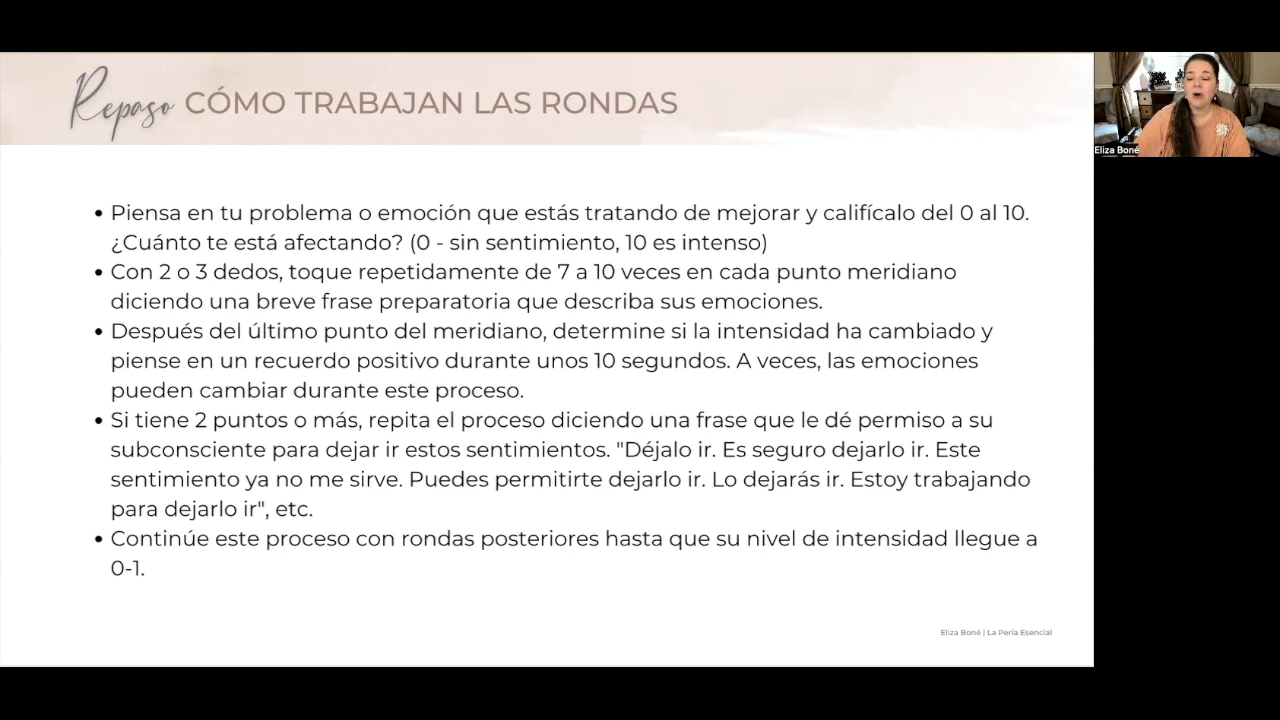 Repaso CÓMO TRABAJAN LAS RONDAS
• Piensa en tu problema o emoción que estás tratando de mejorar y califícalo del 0 al 10.
¿Cuánto te está afectando? (0 - sin sentimiento, 10 es intenso)
• Con 2 o 3 dedos, toque repetidamente de 7 a 10 veces en cada punto meridiano
diciendo una breve frase preparatoria que describa sus emociones.
• Después del último punto del meridiano, determine si la intensidad ha cambiado y
piense en un recuerdo positivo durante unos 10 segundos. A veces, las emociones
pueden cambiar durante este proceso.
• Si tiene 2 puntos o más, repita el proceso diciendo una frase que le dé permiso a su
subconsciente para dejar ir estos sentimientos. "Déjalo ir. Es seguro dejarlo ir. Este
sentimiento ya no me sirve. Puedes permitirte dejarlo ir. Lo dejarás ir. Estoy trabajando
para dejarlo ir", etc.
• Continúe este proceso con rondas posteriores hasta que su nivel de intensidad llegue a
0-1.
Eliza Boné | La Perla Esencial
Eliza Boné